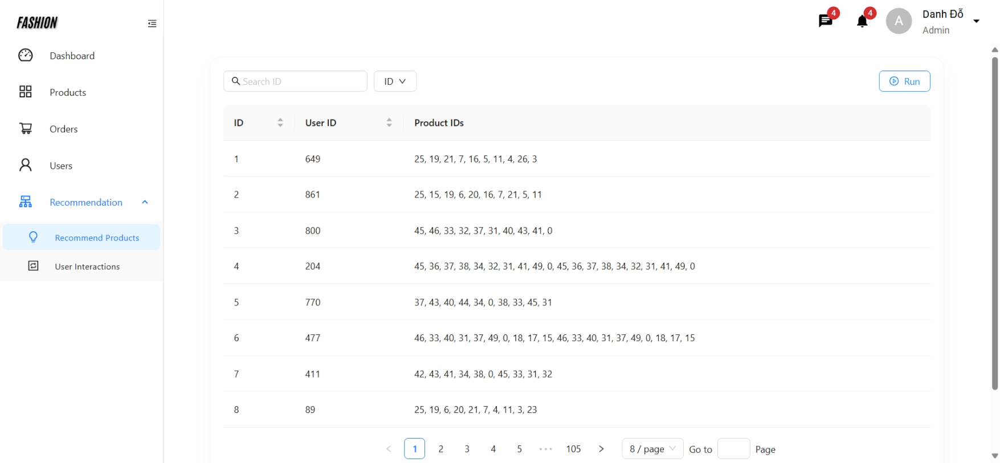 FASHION
4
4
A
Danh Đỗ
Admin
Dashboard
Products
Orders
Users
Recommendation
Recommend Products
User Interactions
Search ID
ID
Run
ID User ID Product IDs
1 649 25, 19, 21, 7, 16, 5, 11, 4, 26, 3
2 861 25, 15, 19, 6, 20, 16, 7, 21, 5, 11
3 800 45, 46, 33, 32, 37, 31, 40, 43, 41, 0
4 204 45, 36, 37, 38, 34, 32, 31, 41, 49, 0, 45, 36, 37, 38, 34, 32, 31, 41, 49, 0
5 770 37, 43, 40, 44, 34, 0, 38, 33, 45, 31
6 477 46, 33, 40, 31, 37, 49, 0, 18, 17, 15, 46, 33, 40, 31, 37, 49, 0, 18, 17, 15
7 411 42, 43, 41, 34, 38, 0, 45, 33, 31, 32
8 89 25, 19, 6, 20, 21, 7, 4, 11, 3, 23
1 2 3 4 5 ••• 105 8 / page Go to Page